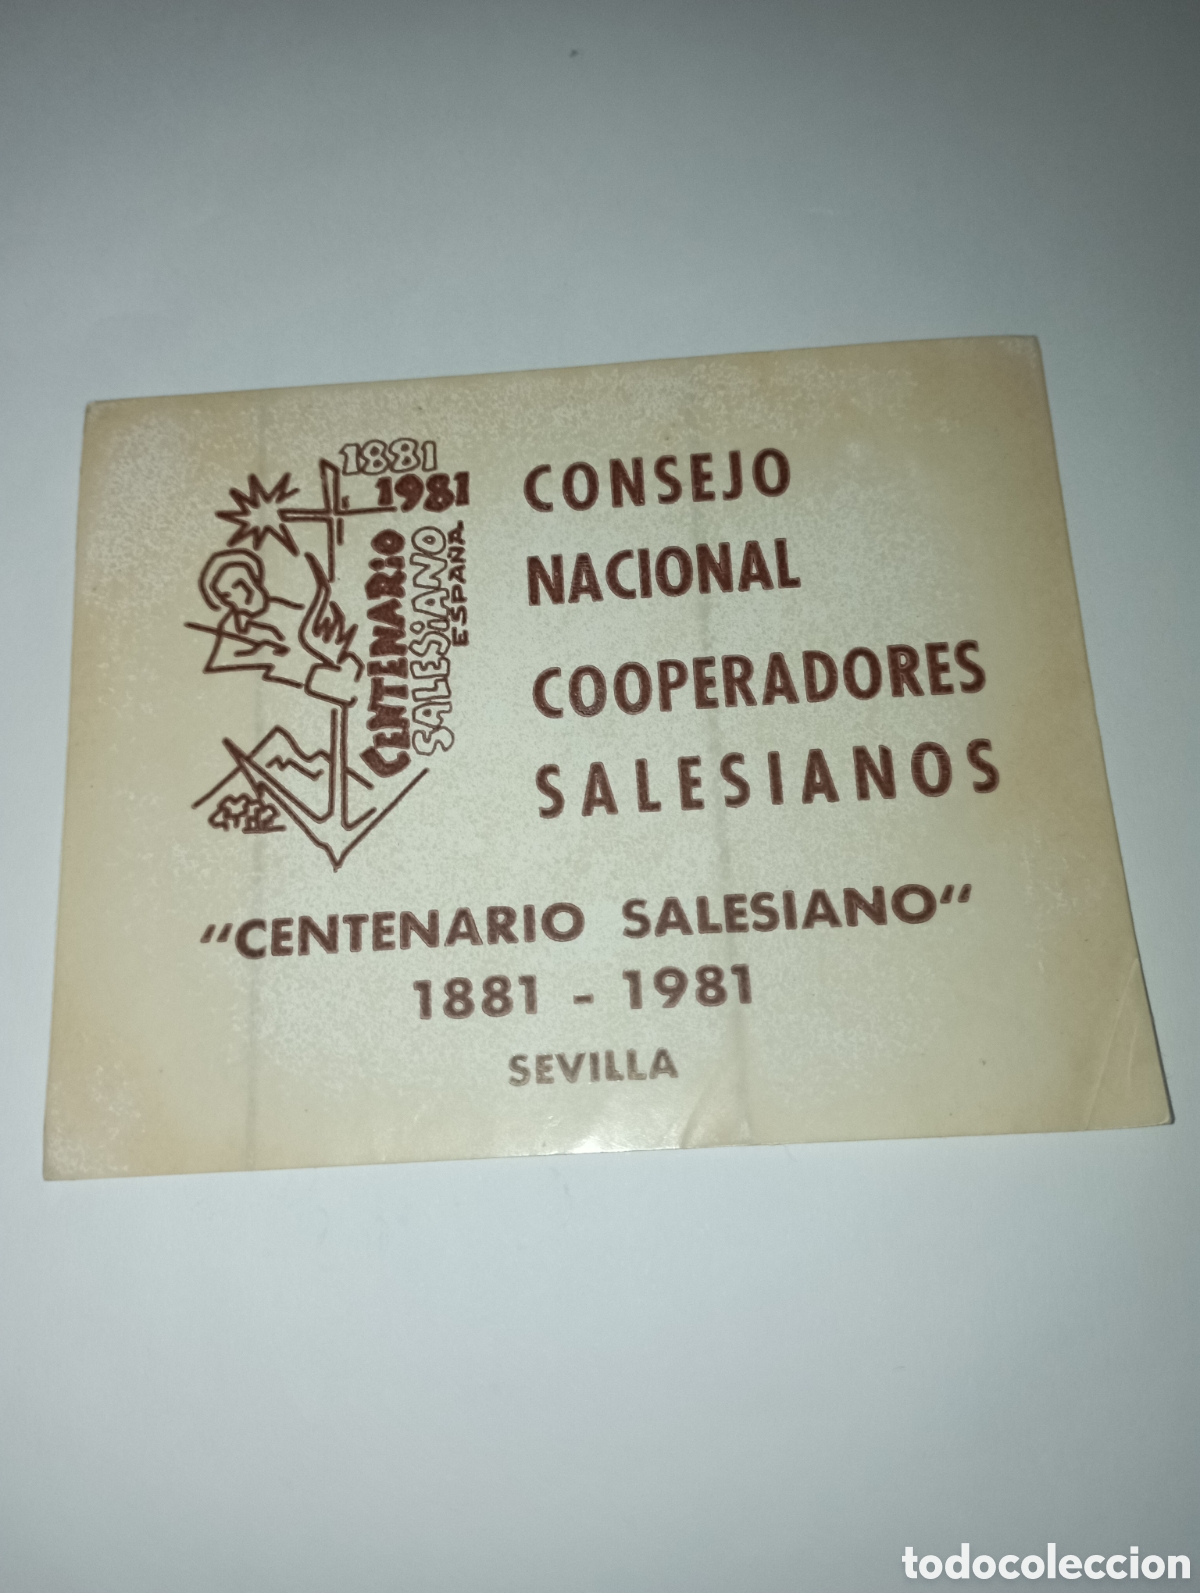 1881
1981
CENTENARIO
SALESIANO
ESPAÑA
CONSEJO
NACIONAL
COOPERADORES
SALESIANOS
"CENTENARIO SALESIANO"
1881 - 1981
SEVILLA
todocoleccion